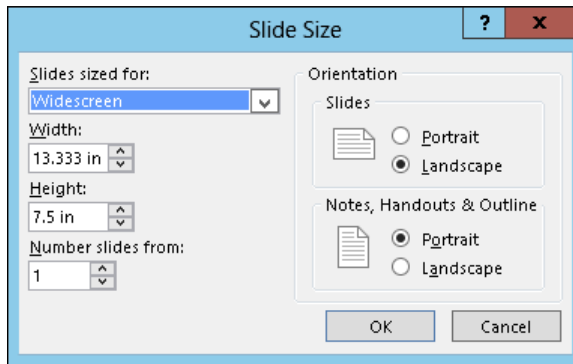 Slide Size
? x
Slides sized for:
Widescreen
Width:
13.333 in
Height:
7.5 in
Number slides from:
1
Orientation
Slides
Portrait
Landscape
Notes, Handouts & Outline
Portrait
Landscape
OK Cancel